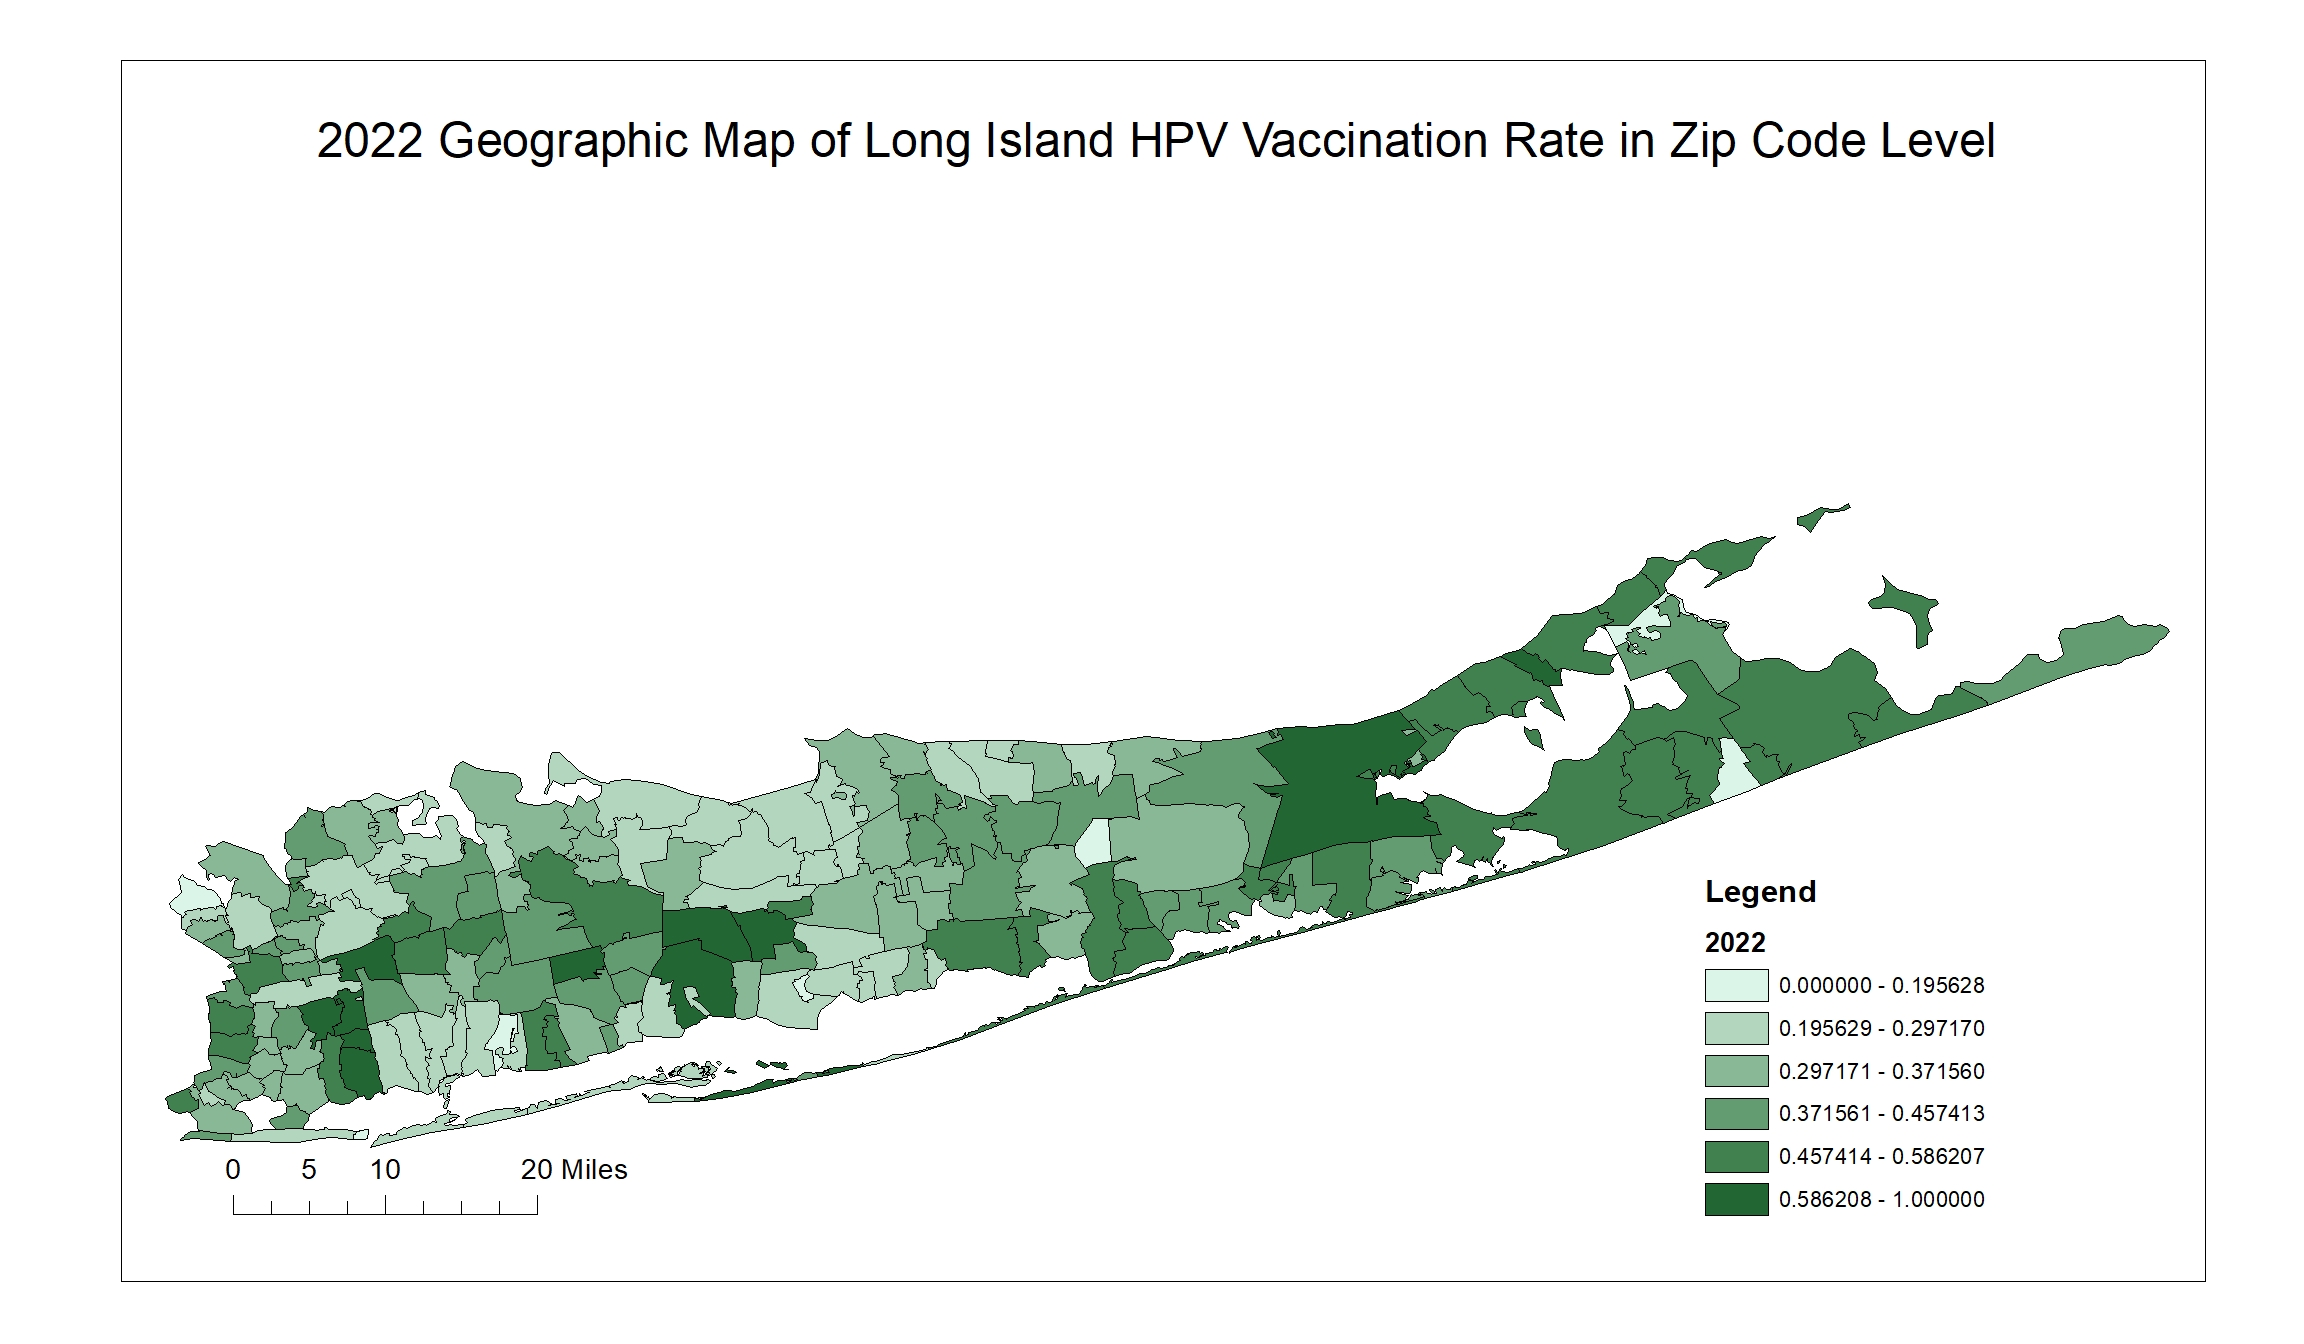 2022 Geographic Map of Long Island HPV Vaccination Rate in Zip Code Level
Legend
2022
0.000000 - 0.195628
0.195629 - 0.297170
0.297171 - 0.371560
0.371561 - 0.457413
0.457414 - 0.586207
0.586208 - 1.000000
0 5 10 20 Miles